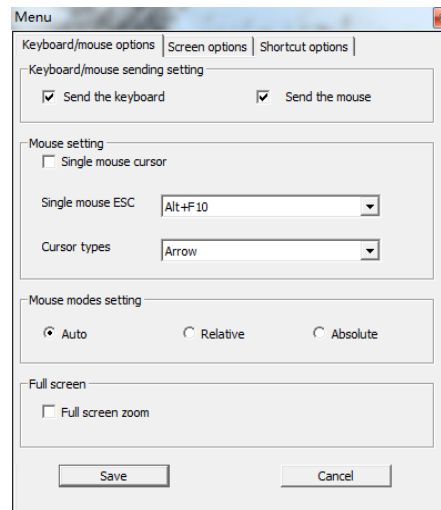 Menu
Keyboard/mouse options Screen options Shortcut options
Keyboard/mouse sending setting
Send the keyboard Send the mouse
Mouse setting
Single mouse cursor
Single mouse ESC Alt+F10
Cursor types Arrow
Mouse modes setting
Auto Relative Absolute
Full screen
Full screen zoom
Save Cancel